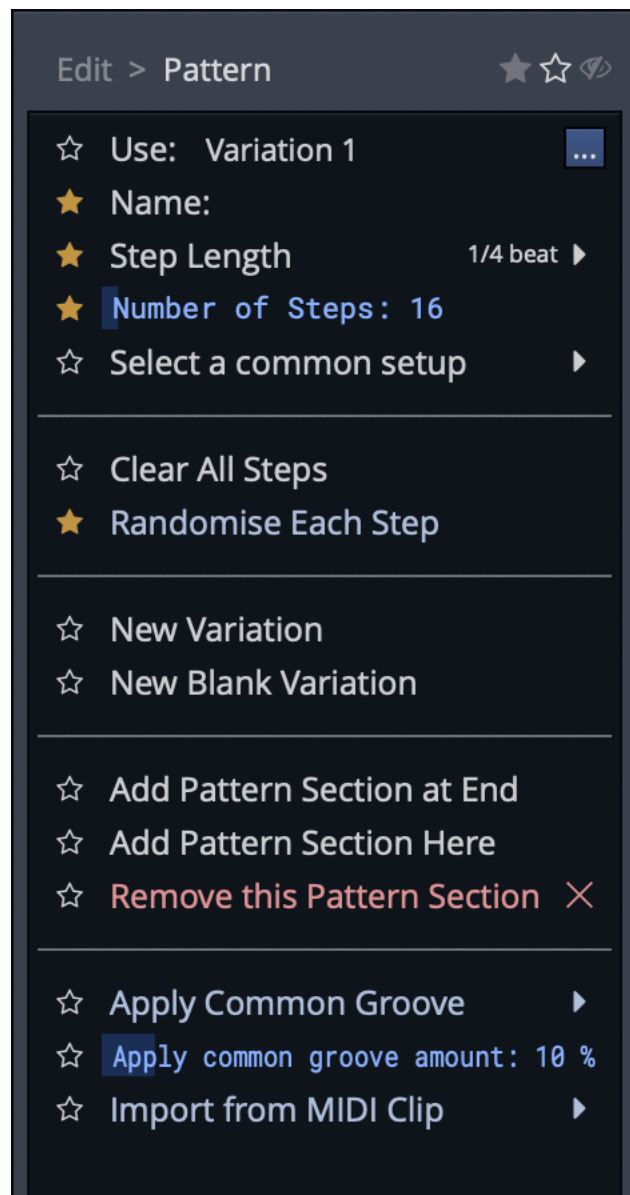 Edit > Pattern
Use: Variation 1 ...
Name:
Step Length 1/4 beat
Number of Steps: 16
Select a common setup
Clear All Steps
Randomise Each Step
New Variation
New Blank Variation
Add Pattern Section at End
Add Pattern Section Here
Remove this Pattern Section
Apply Common Groove
Apply common groove amount: 10 %
Import from MIDI Clip